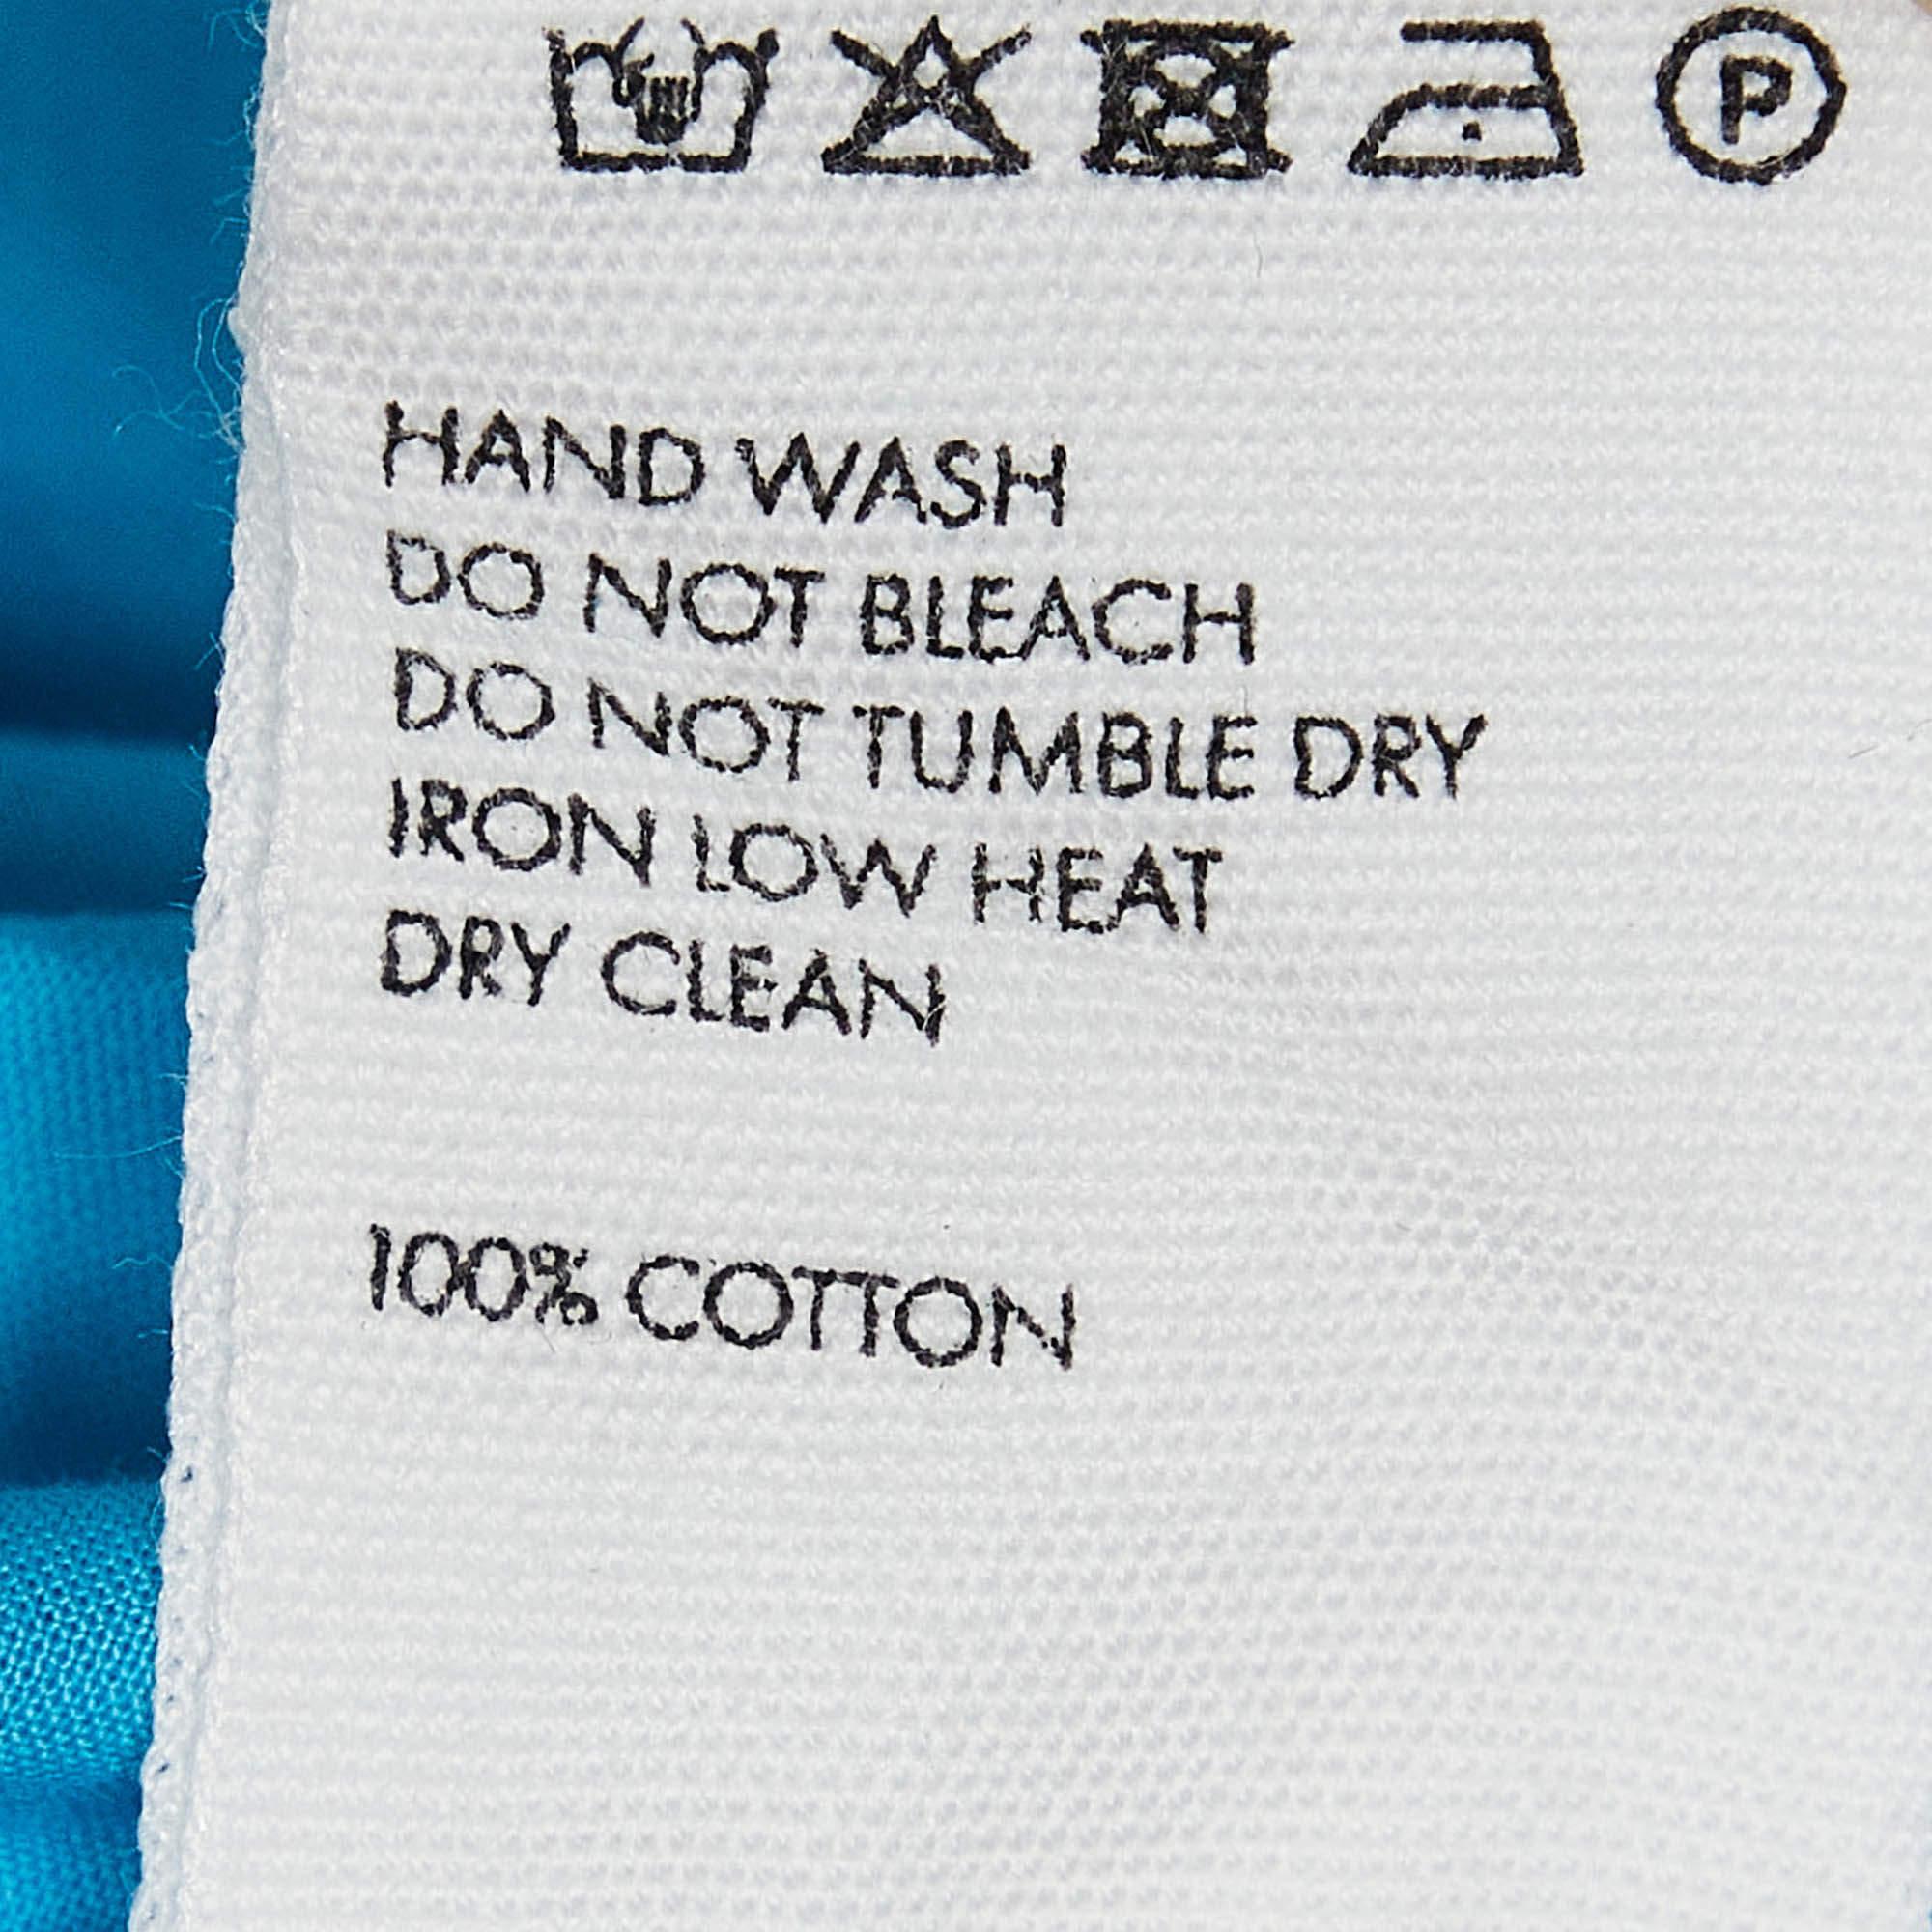 P
HAND WASH
DO NOT BLEACH
DO NOT TUMBLE DRY
IRON LOW HEAT
DRY CLEAN
100% COTTON